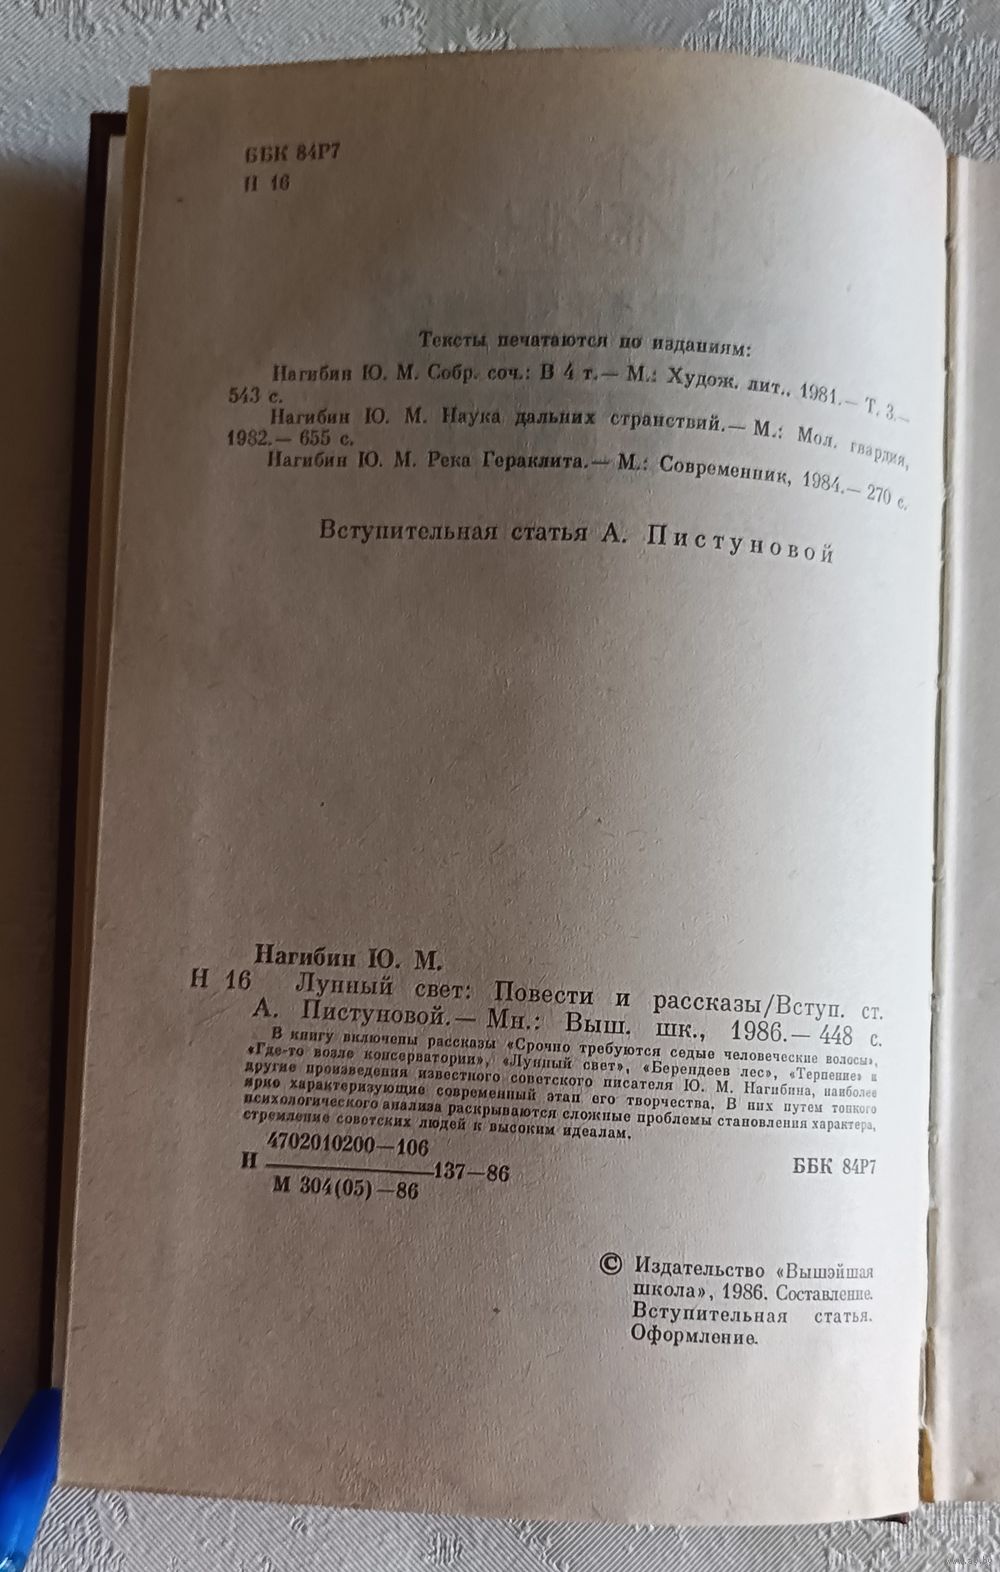 ББК 84Р7
Н 16
Тексты печатаются по изданиям:
Нагибин Ю. М. Собр. соч.: В 4 т.— М.: Худож. лит., 1981.— Т. 3.—
543 с.
Нагибин Ю. М. Наука дальних странствий.— М.: Мол. гвардия,
1982.— 655 с.
Нагибин Ю. М. Река Гераклита.— М.: Современник, 1984.— 270 с.
Вступительная статья А. Пистуновой
Нагибин Ю. М.
Н 16 Лунный свет: Повести и рассказы/Вступ. ст.
А. Пистуновой.— Мн.: Выш. шк., 1986.— 448 с.
В книгу включены рассказы «Срочно требуются седые человеческие волосы»,
«Где-то возле консерватории», «Лунный свет», «Берендеев лес», «Терпение» и
другие произведения известного советского писателя Ю. М. Нагибина, наиболее
ярко характеризующие современный этап его творчества. В них путем тонкого
психологического анализа раскрываются сложные проблемы становления характера,
стремление советских людей к высоким идеалам.
4702010200—106
Н 137—86
М 304(05)—86
ББК 84Р7
© Издательство «Вышэйшая
школа», 1986. Составление.
Вступительная статья.
Оформление.